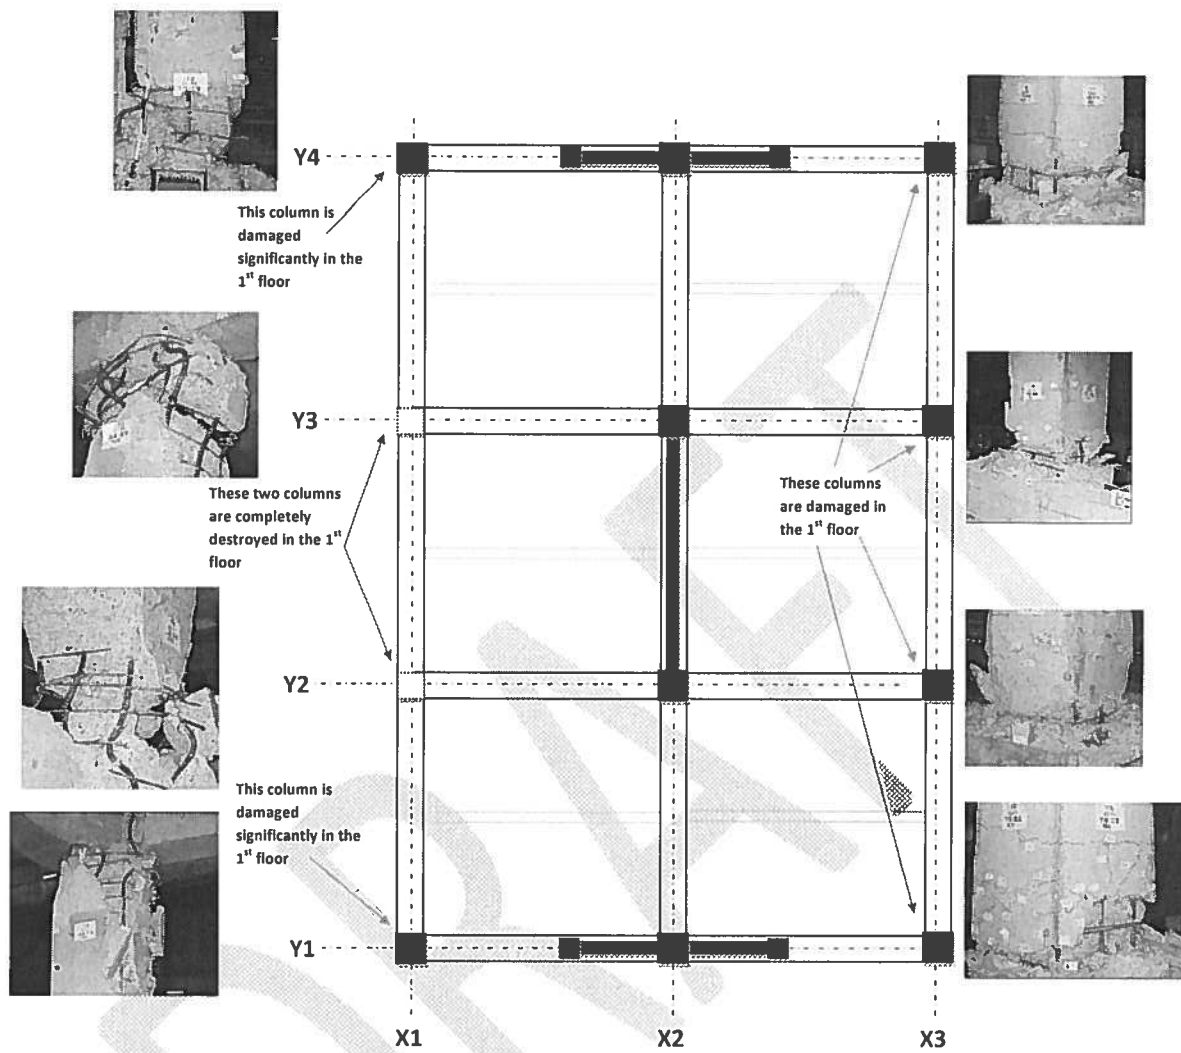 Y4
This column is
damaged
significantly in the
1st floor
Y3
These two columns
are completely
destroyed in the 1st
floor
These columns
are damaged in
the 1st floor
Y2
This column is
damaged
significantly in the
1st floor
Y1
X1
X2
X3
DRAFT